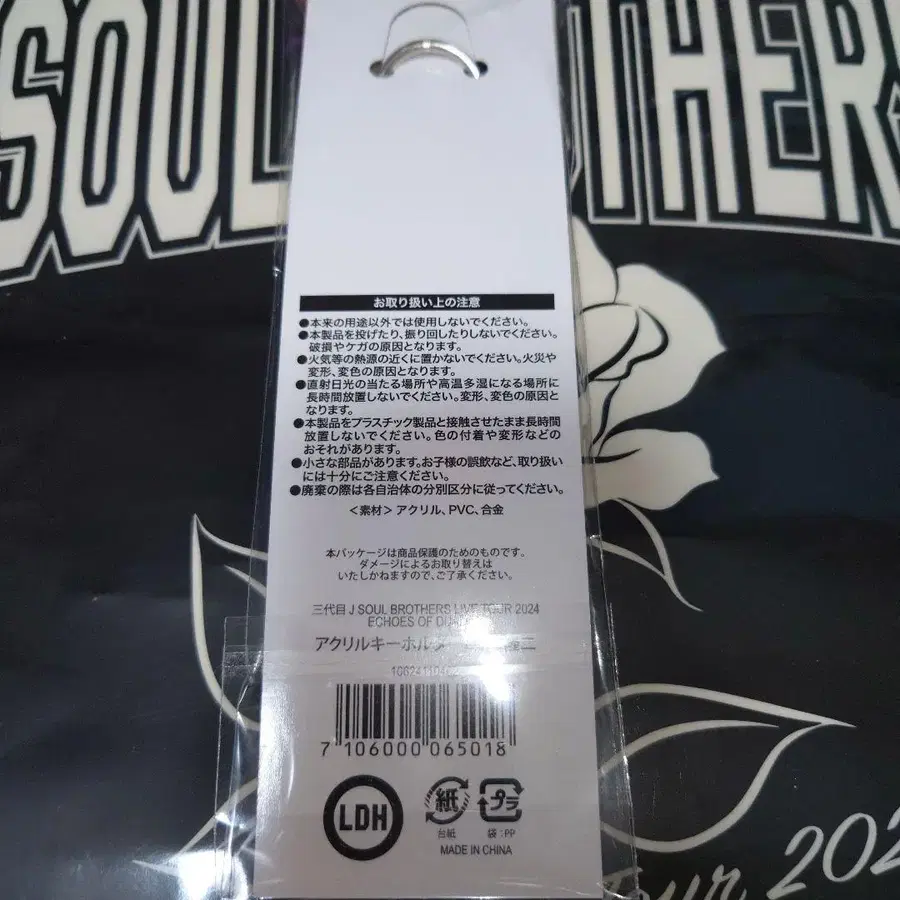 SOUL BROTHERS
お取り扱い上の注意
●本来の用途以外では使用しないでください。
●本製品を投げたり、振り回したりしないでください。
破損やケガの原因となります。
●火気等の熱源の近くに置かないでください。火災や
変形、変色の原因となります。
●直射日光の当たる場所や高温多湿になる場所に
長時間放置しないでください。変形、変色の原因と
なります。
●本製品をプラスチック製品と接触させたまま長時間
放置しないでください。色の付着や変形などの
おそれがあります。
●小さな部品があります。お子様の誤飲など、取り扱い
には十分にご注意ください。
●廃棄の際は各自治体の分別区分に従ってください。
＜素材＞アクリル、PVC、合金
本パッケージは商品保護のためのものです。
ダメージによるお取り替えは
いたしかねますので、ご了承ください。
三代目 J SOUL BROTHERS LIVE TOUR 2024
ECHOES OF
アクリルキーホルダー
7 106000 065018
LDH
紙
プラ
台紙
袋:PP
MADE IN CHINA
Tour 202